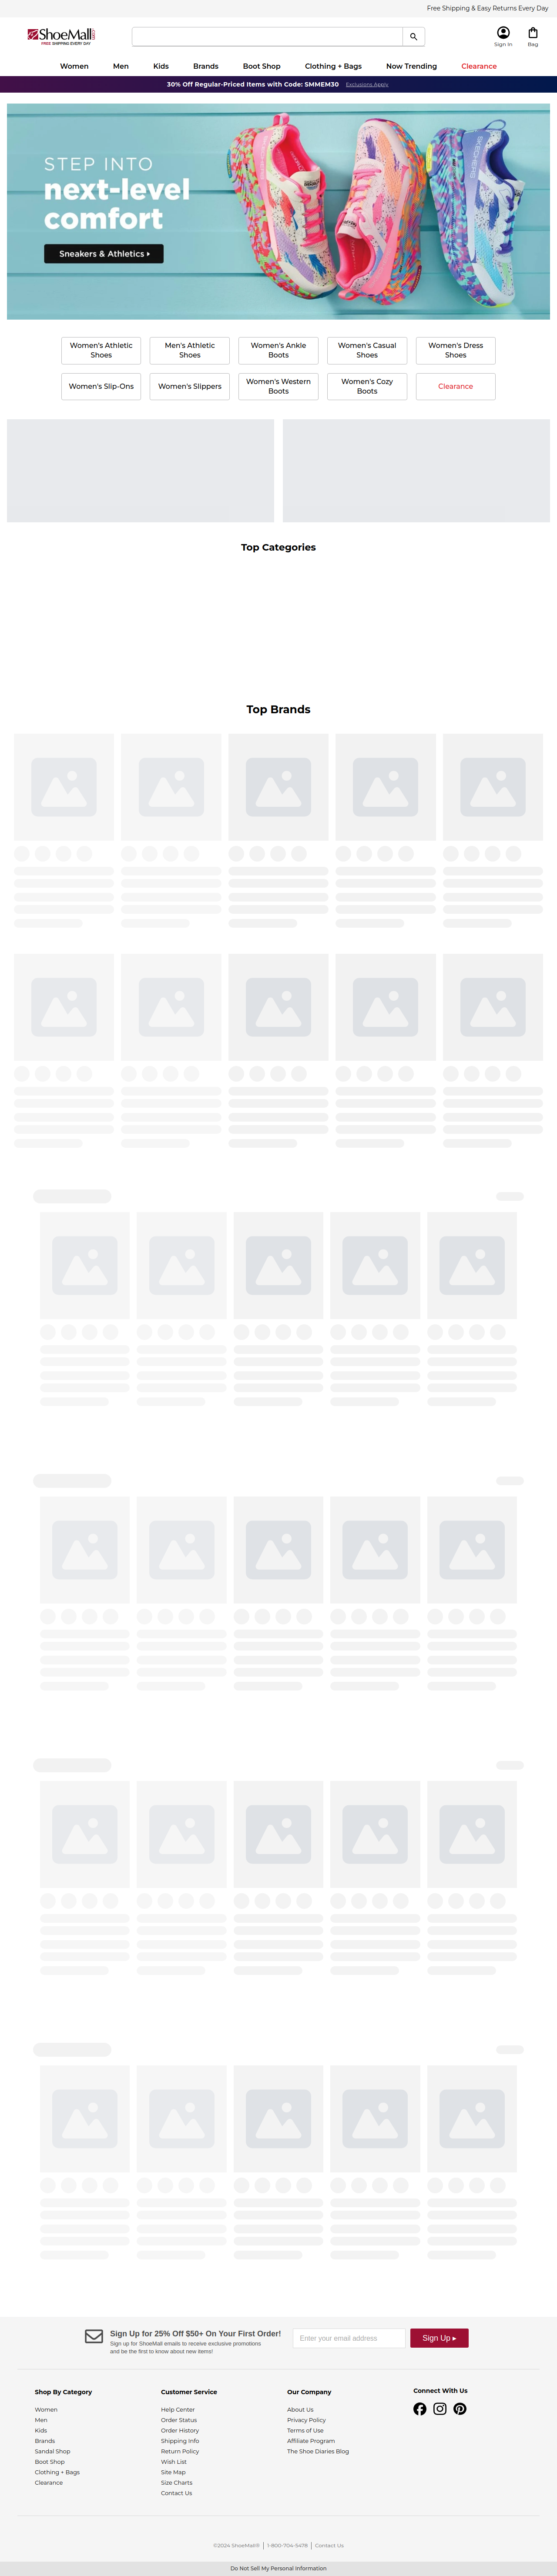 Free Shipping & Easy Returns Every Day
ShoeMall.com
FREE SHIPPING EVERY DAY
Sign In
Bag
Women
Men
Kids
Brands
Boot Shop
Clothing + Bags
Now Trending
Clearance
30% Off Regular-Priced Items with Code: SMMEM30 Exclusions Apply
STEP INTO
next-level
comfort
Sneakers & Athletics
SKECHERS
Women's Athletic
Shoes
Men's Athletic
Shoes
Women's Ankle
Boots
Women's Casual
Shoes
Women's Dress
Shoes
Women's Slip-Ons
Women's Slippers
Women's Western
Boots
Women's Cozy
Boots
Clearance
Top Categories
Top Brands
Sign Up for 25% Off $50+ On Your First Order!
Sign up for ShoeMall emails to receive exclusive promotions
and be the first to know about new items!
Enter your email address
Sign Up ▸
Shop By Category
Women
Men
Kids
Brands
Sandal Shop
Boot Shop
Clothing + Bags
Clearance
Customer Service
Help Center
Order Status
Order History
Shipping Info
Return Policy
Wish List
Site Map
Size Charts
Contact Us
Our Company
About Us
Privacy Policy
Terms of Use
Affiliate Program
The Shoe Diaries Blog
Connect With Us
©2024 ShoeMall® | 1-800-704-5478 | Contact Us
Do Not Sell My Personal Information